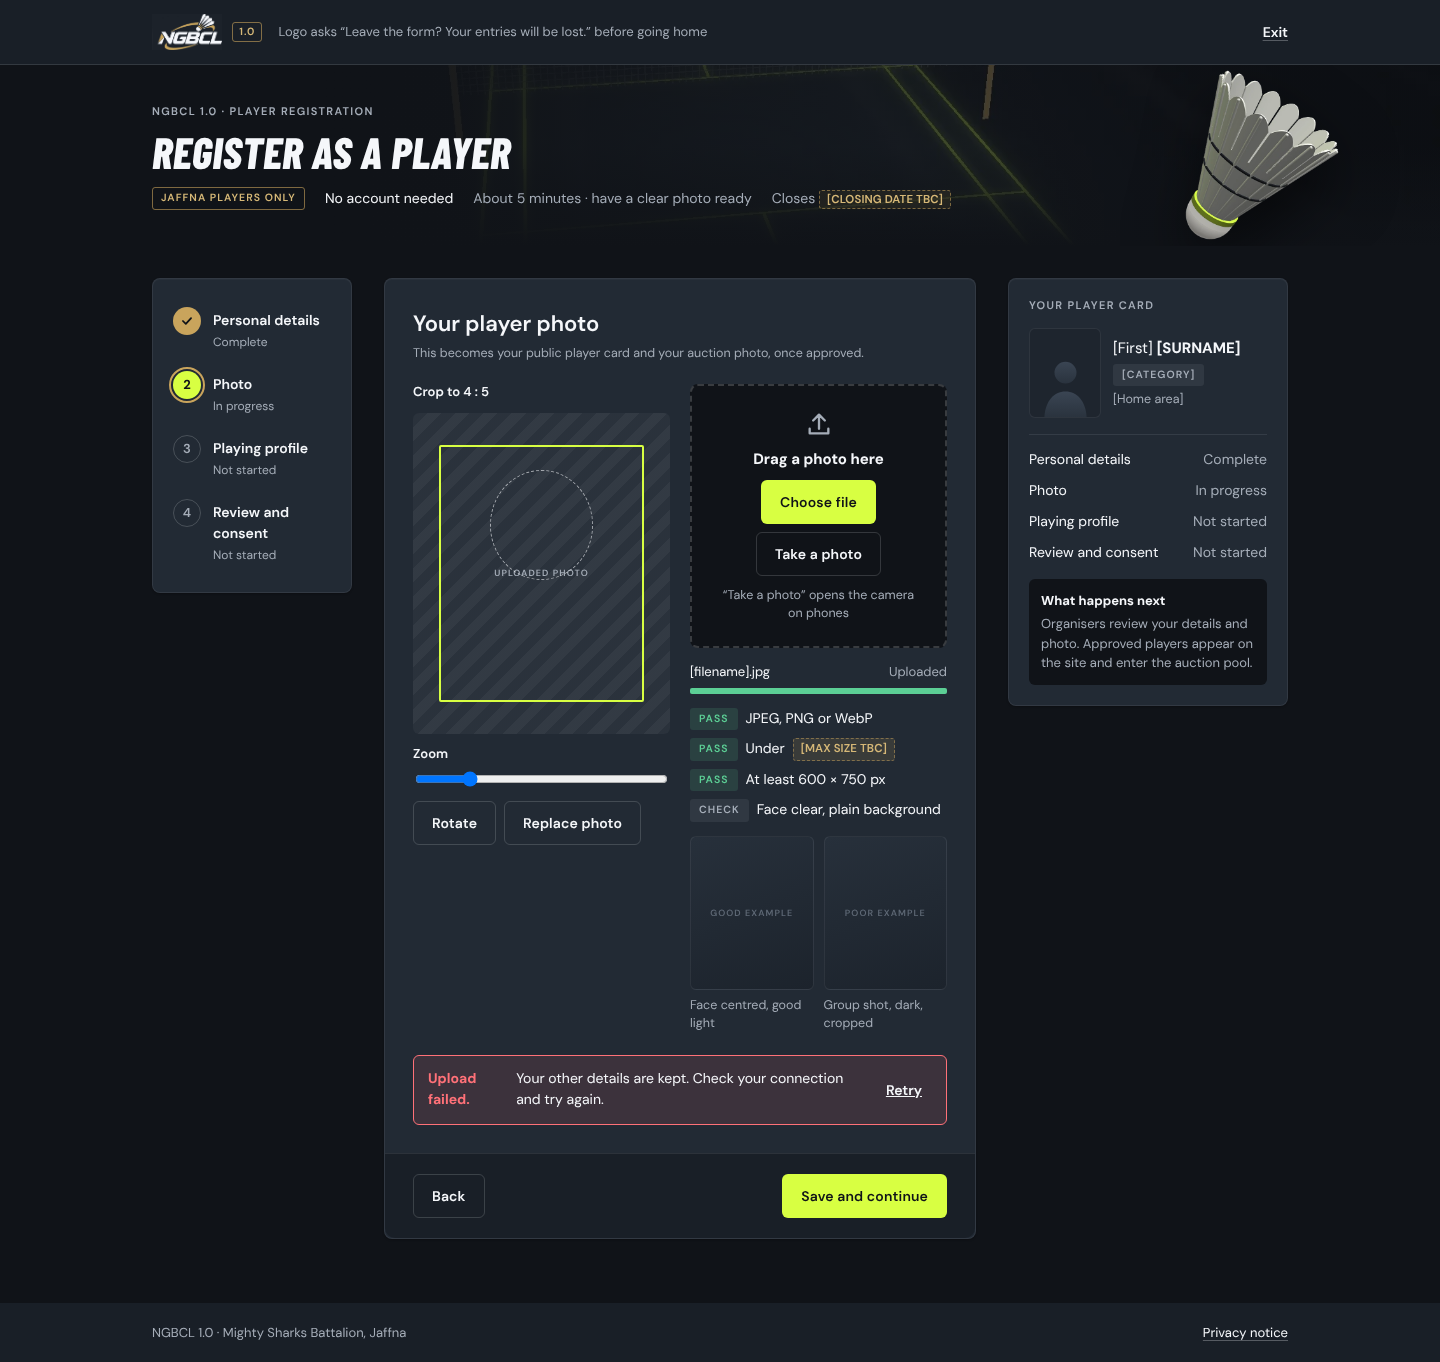 NGBCL
1.0
Logo asks “Leave the form? Your entries will be lost.” before going home
Exit
NGBCL 1.0 · PLAYER REGISTRATION
REGISTER AS A PLAYER
JAFFNA PLAYERS ONLY
No account needed
About 5 minutes · have a clear photo ready
Closes [CLOSING DATE TBC]
Personal details
Complete
2
Photo
In progress
3
Playing profile
Not started
4
Review and
consent
Not started
Your player photo
This becomes your public player card and your auction photo, once approved.
Crop to 4 : 5
UPLOADED PHOTO
Zoom
Rotate
Replace photo
Drag a photo here
Choose file
Take a photo
“Take a photo” opens the camera
on phones
[filename].jpg
Uploaded
PASS JPEG, PNG or WebP
PASS Under [MAX SIZE TBC]
PASS At least 600 × 750 px
CHECK Face clear, plain background
GOOD EXAMPLE
POOR EXAMPLE
Face centred, good
light
Group shot, dark,
cropped
Upload
failed.
Your other details are kept. Check your connection
and try again.
Retry
Back
Save and continue
YOUR PLAYER CARD
[First] [SURNAME]
[CATEGORY]
[Home area]
Personal details Complete
Photo In progress
Playing profile Not started
Review and consent Not started
What happens next
Organisers review your details and
photo. Approved players appear on
the site and enter the auction pool.
NGBCL 1.0 · Mighty Sharks Battalion, Jaffna
Privacy notice